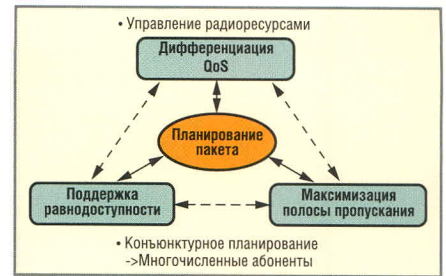 • Управление радиоресурсами
Дифференциация
QoS
Планирование
пакета
Поддержка
равнодоступности
Максимизация
полосы пропускания
• Конъюнктурное планирование
->Многочисленные абоненты